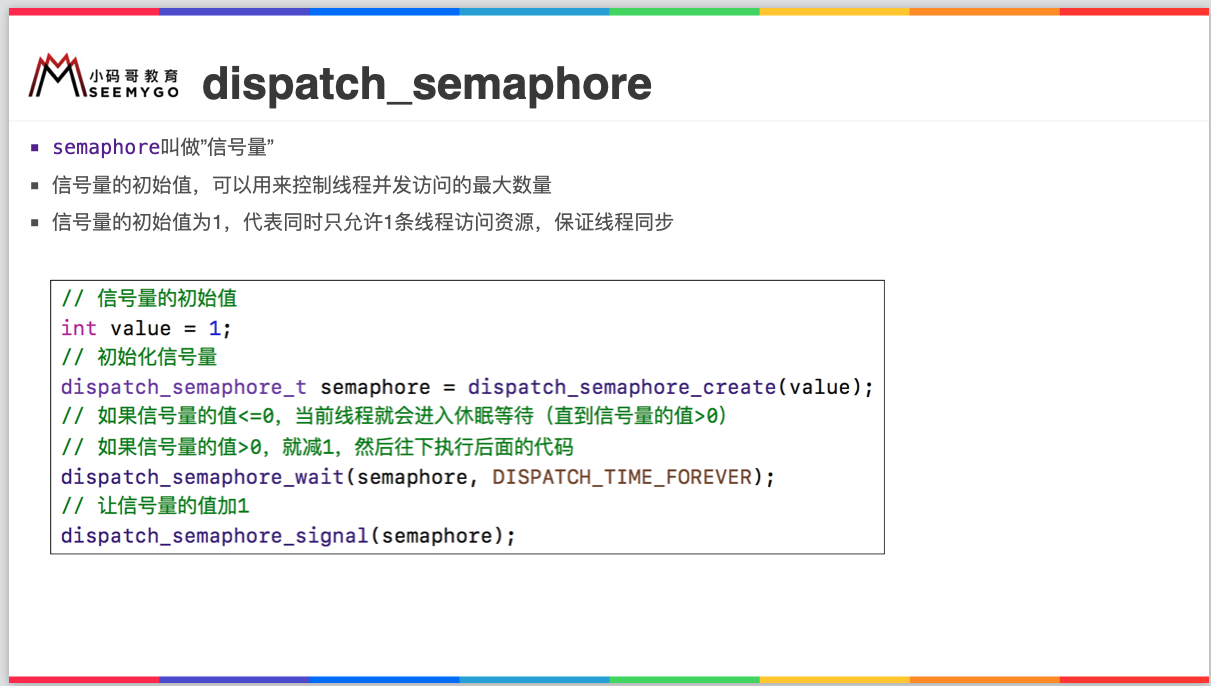 小码哥教育
SEEMYGO
dispatch_semaphore
semaphore叫做”信号量”
信号量的初始值，可以用来控制线程并发访问的最大数量
信号量的初始值为1，代表同时只允许1条线程访问资源，保证线程同步
// 信号量的初始值
int value = 1;
// 初始化信号量
dispatch_semaphore_t semaphore = dispatch_semaphore_create(value);
// 如果信号量的值<=0，当前线程就会进入休眠等待（直到信号量的值>0）
// 如果信号量的值>0，就减1，然后往下执行后面的代码
dispatch_semaphore_wait(semaphore, DISPATCH_TIME_FOREVER);
// 让信号量的值加1
dispatch_semaphore_signal(semaphore);